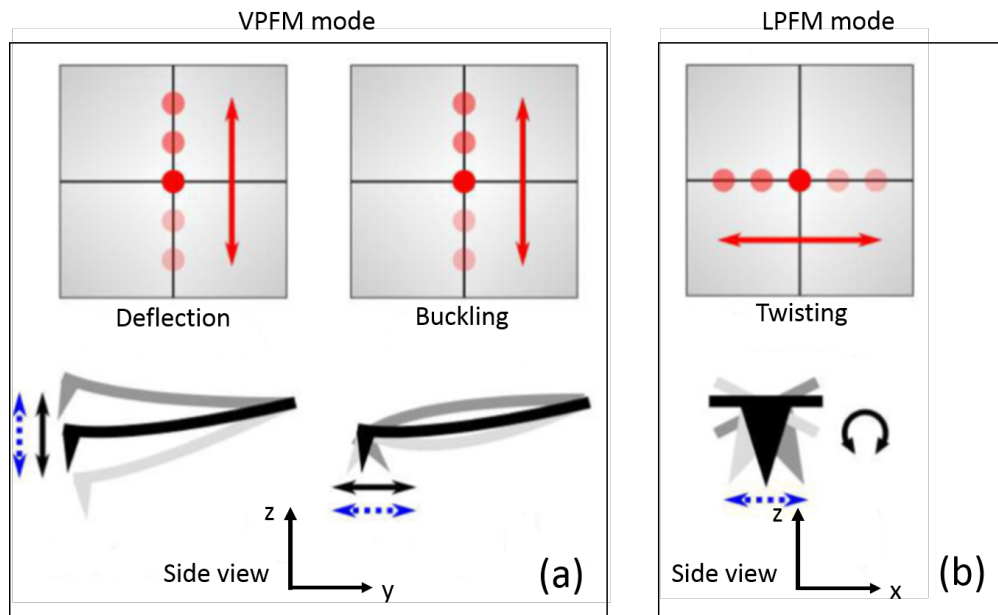 VPFM mode
LPFM mode
Deflection
Buckling
Twisting
z
z
Side view
y
(a)
Side view
x
(b)